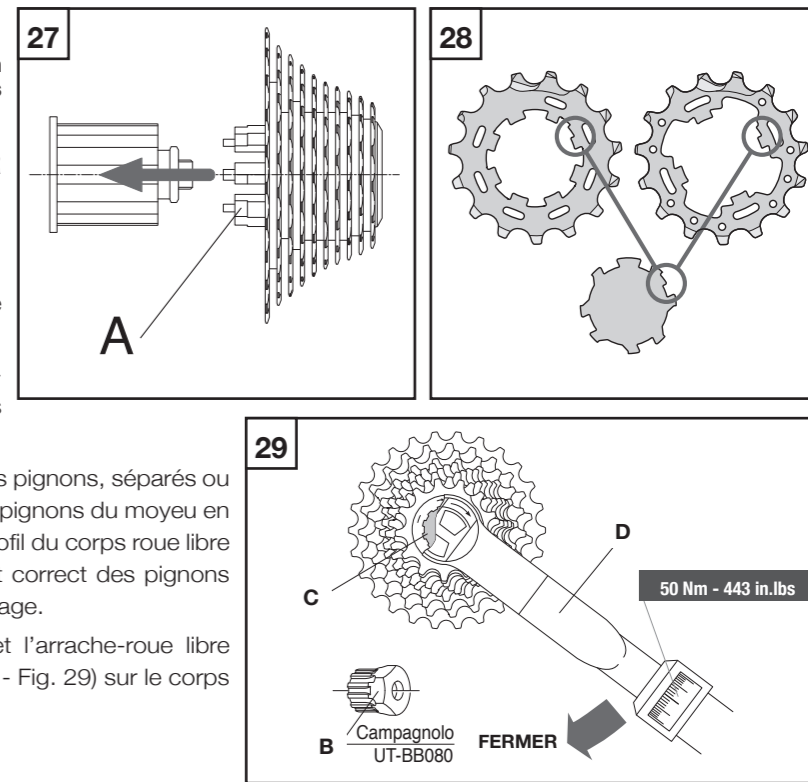 27
A
28
s pignons, séparés ou
pignons du moyeu en
ofil du corps roue libre
t correct des pignons
age.
et l'arrache-roue libre
- Fig. 29) sur le corps
29
C
D
50 Nm - 443 in.lbs
B
Campagnolo
UT-BB080
FERMER